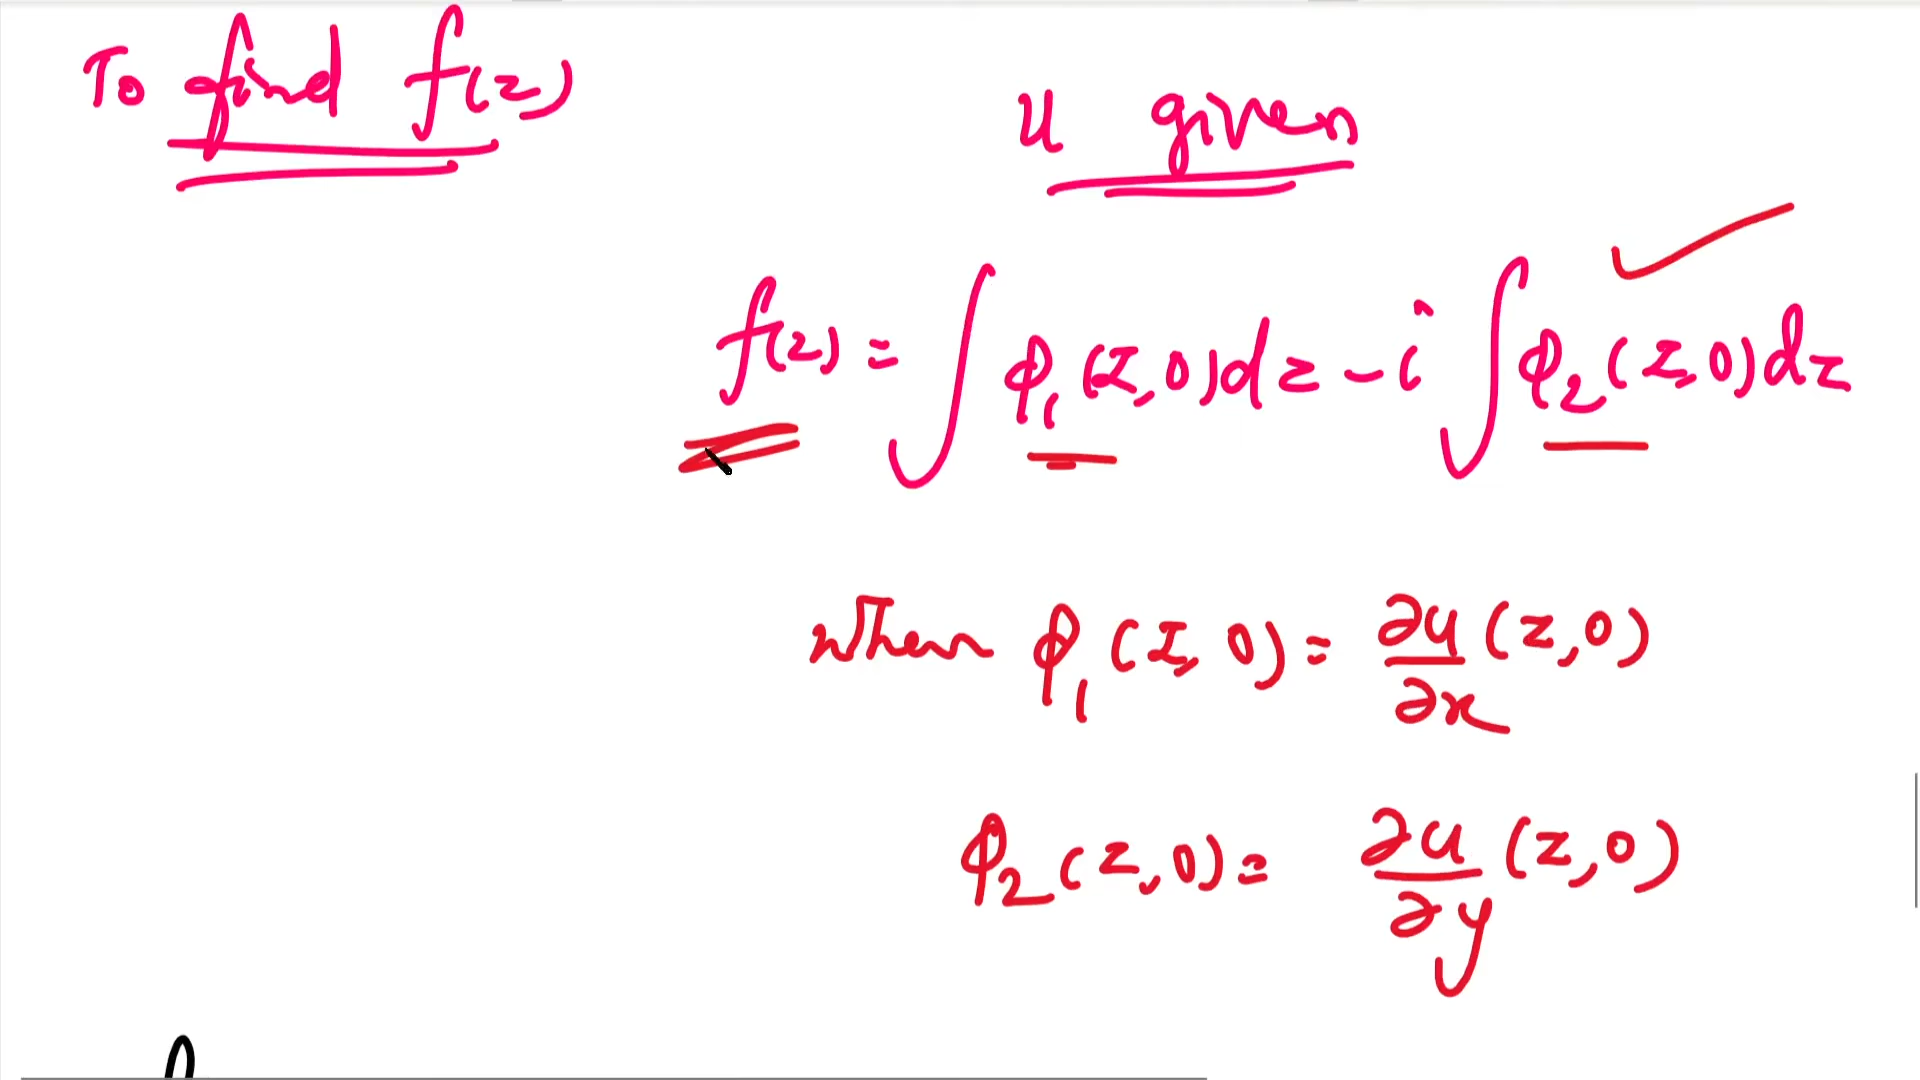 To find f(z)
u given
f(z) = ∫ φ₁(z,0)dz - i ∫ φ₂(z,0)dz
when φ₁(z,0) = ∂u/∂x (z,0)
φ₂(z,0) = ∂u/∂y (z,0)